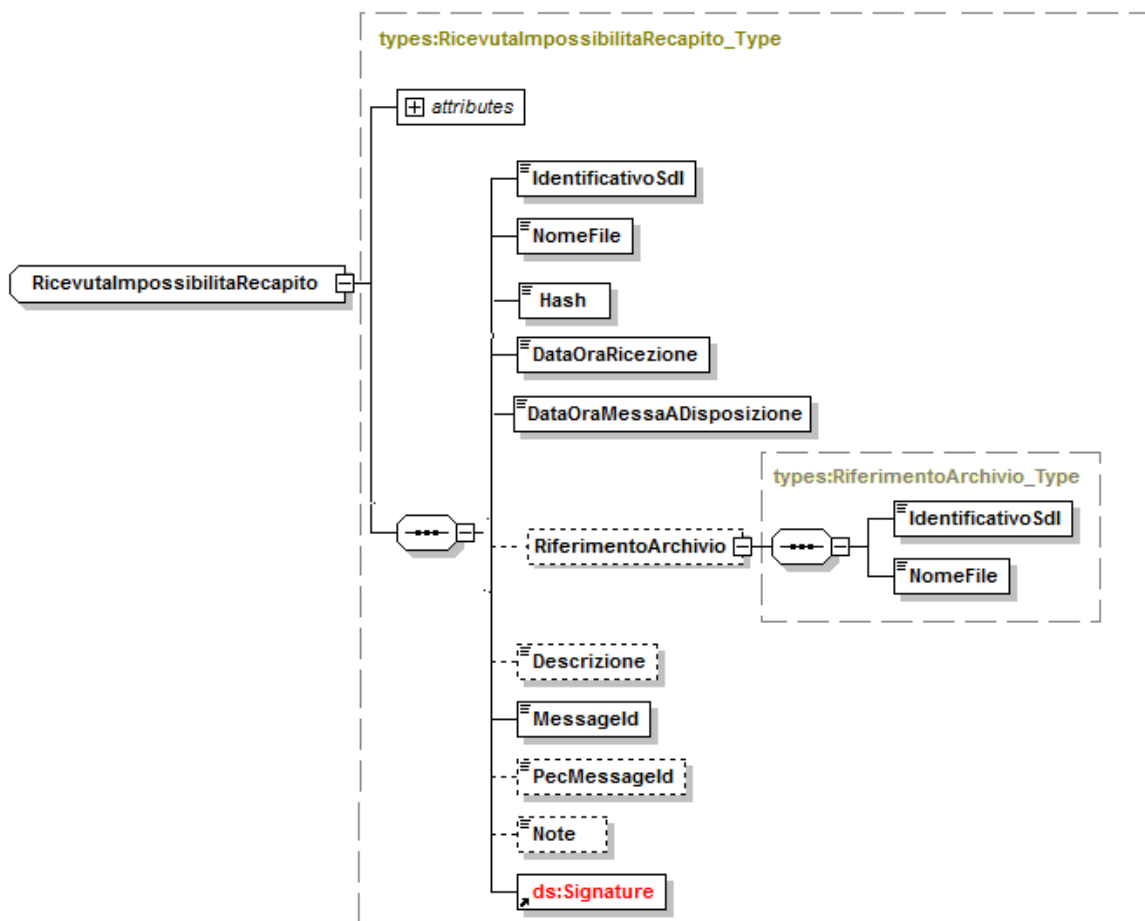 types:RicevutaImpossibilitaRecapito_Type
attributes
IdentificativoSdI
NomeFile
RicevutaImpossibilitaRecapito
Hash
DataOraRicezione
DataOraMessaADisposizione
types:RiferimentoArchivio_Type
IdentificativoSdI
RiferimentoArchivio
NomeFile
Descrizione
MessageId
PecMessageId
Note
ds:Signature